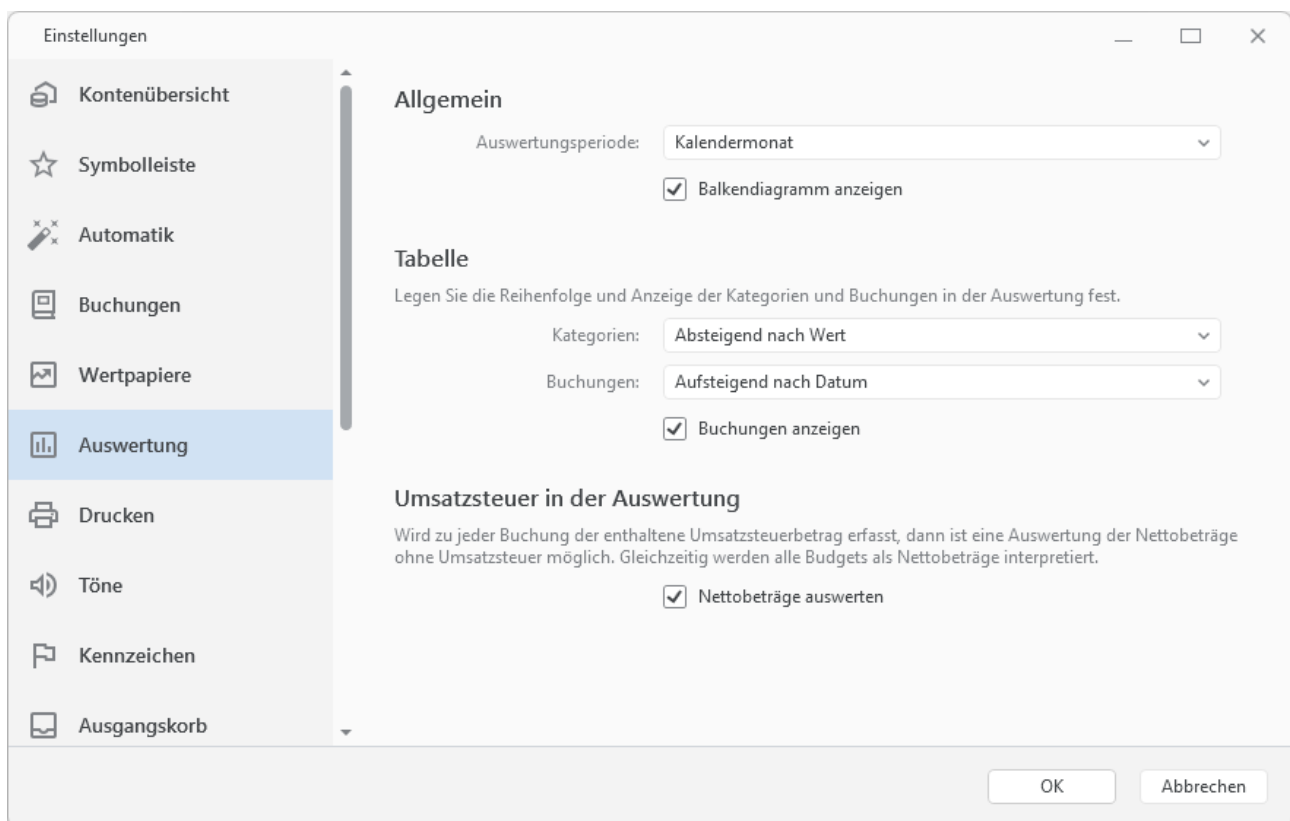 Einstellungen
Kontenübersicht
Symbolleiste
Automatik
Buchungen
Wertpapiere
Auswertung
Drucken
Töne
Kennzeichen
Ausgangskorb
Allgemein
Auswertungsperiode: Kalendermonat
Balkendiagramm anzeigen
Tabelle
Legen Sie die Reihenfolge und Anzeige der Kategorien und Buchungen in der Auswertung fest.
Kategorien: Absteigend nach Wert
Buchungen: Aufsteigend nach Datum
Buchungen anzeigen
Umsatzsteuer in der Auswertung
Wird zu jeder Buchung der enthaltene Umsatzsteuerbetrag erfasst, dann ist eine Auswertung der Nettobeträge
ohne Umsatzsteuer möglich. Gleichzeitig werden alle Budgets als Nettobeträge interpretiert.
Nettobeträge auswerten
OK Abbrechen